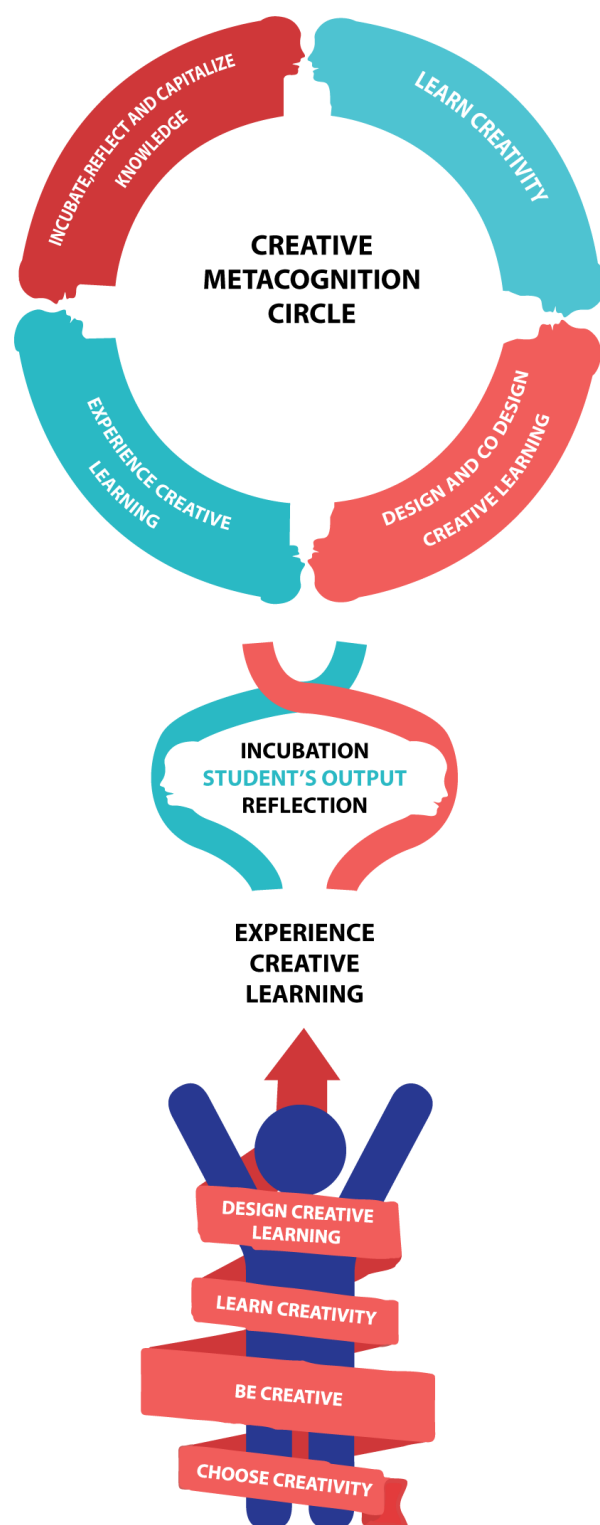 INCUBATE,REFLECT AND CAPITALIZE
KNOWLEDGE
LEARN CREATIVITY
CREATIVE
METACOGNITION
CIRCLE
EXPERIENCE CREATIVE
LEARNING
DESIGN AND CO DESIGN
CREATIVE LEARNING
INCUBATION
STUDENT'S OUTPUT
REFLECTION
EXPERIENCE
CREATIVE
LEARNING
DESIGN CREATIVE
LEARNING
LEARN CREATIVITY
BE CREATIVE
CHOOSE CREATIVITY